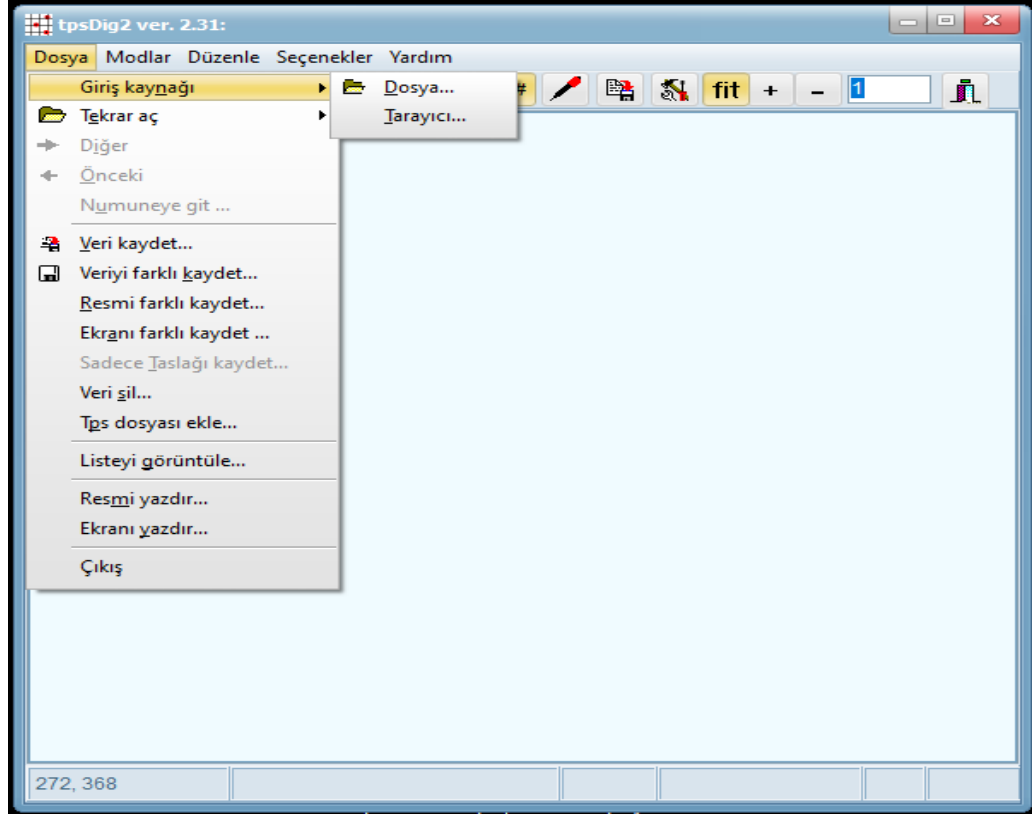 tpsDig2 ver. 2.31:
Dosya Modlar Düzenle Seçenekler Yardım
Giriş kaynağı
Dosya...
Tarayıcı...
# fit + - 1
Tekrar aç
Diğer
Önceki
Numuneye git ...
Veri kaydet...
Veriyi farklı kaydet...
Resmi farklı kaydet...
Ekranı farklı kaydet ...
Sadece Taslağı kaydet...
Veri sil...
Tps dosyası ekle...
Listeyi görüntüle...
Resmi yazdır...
Ekranı yazdır...
Çıkış
272, 368